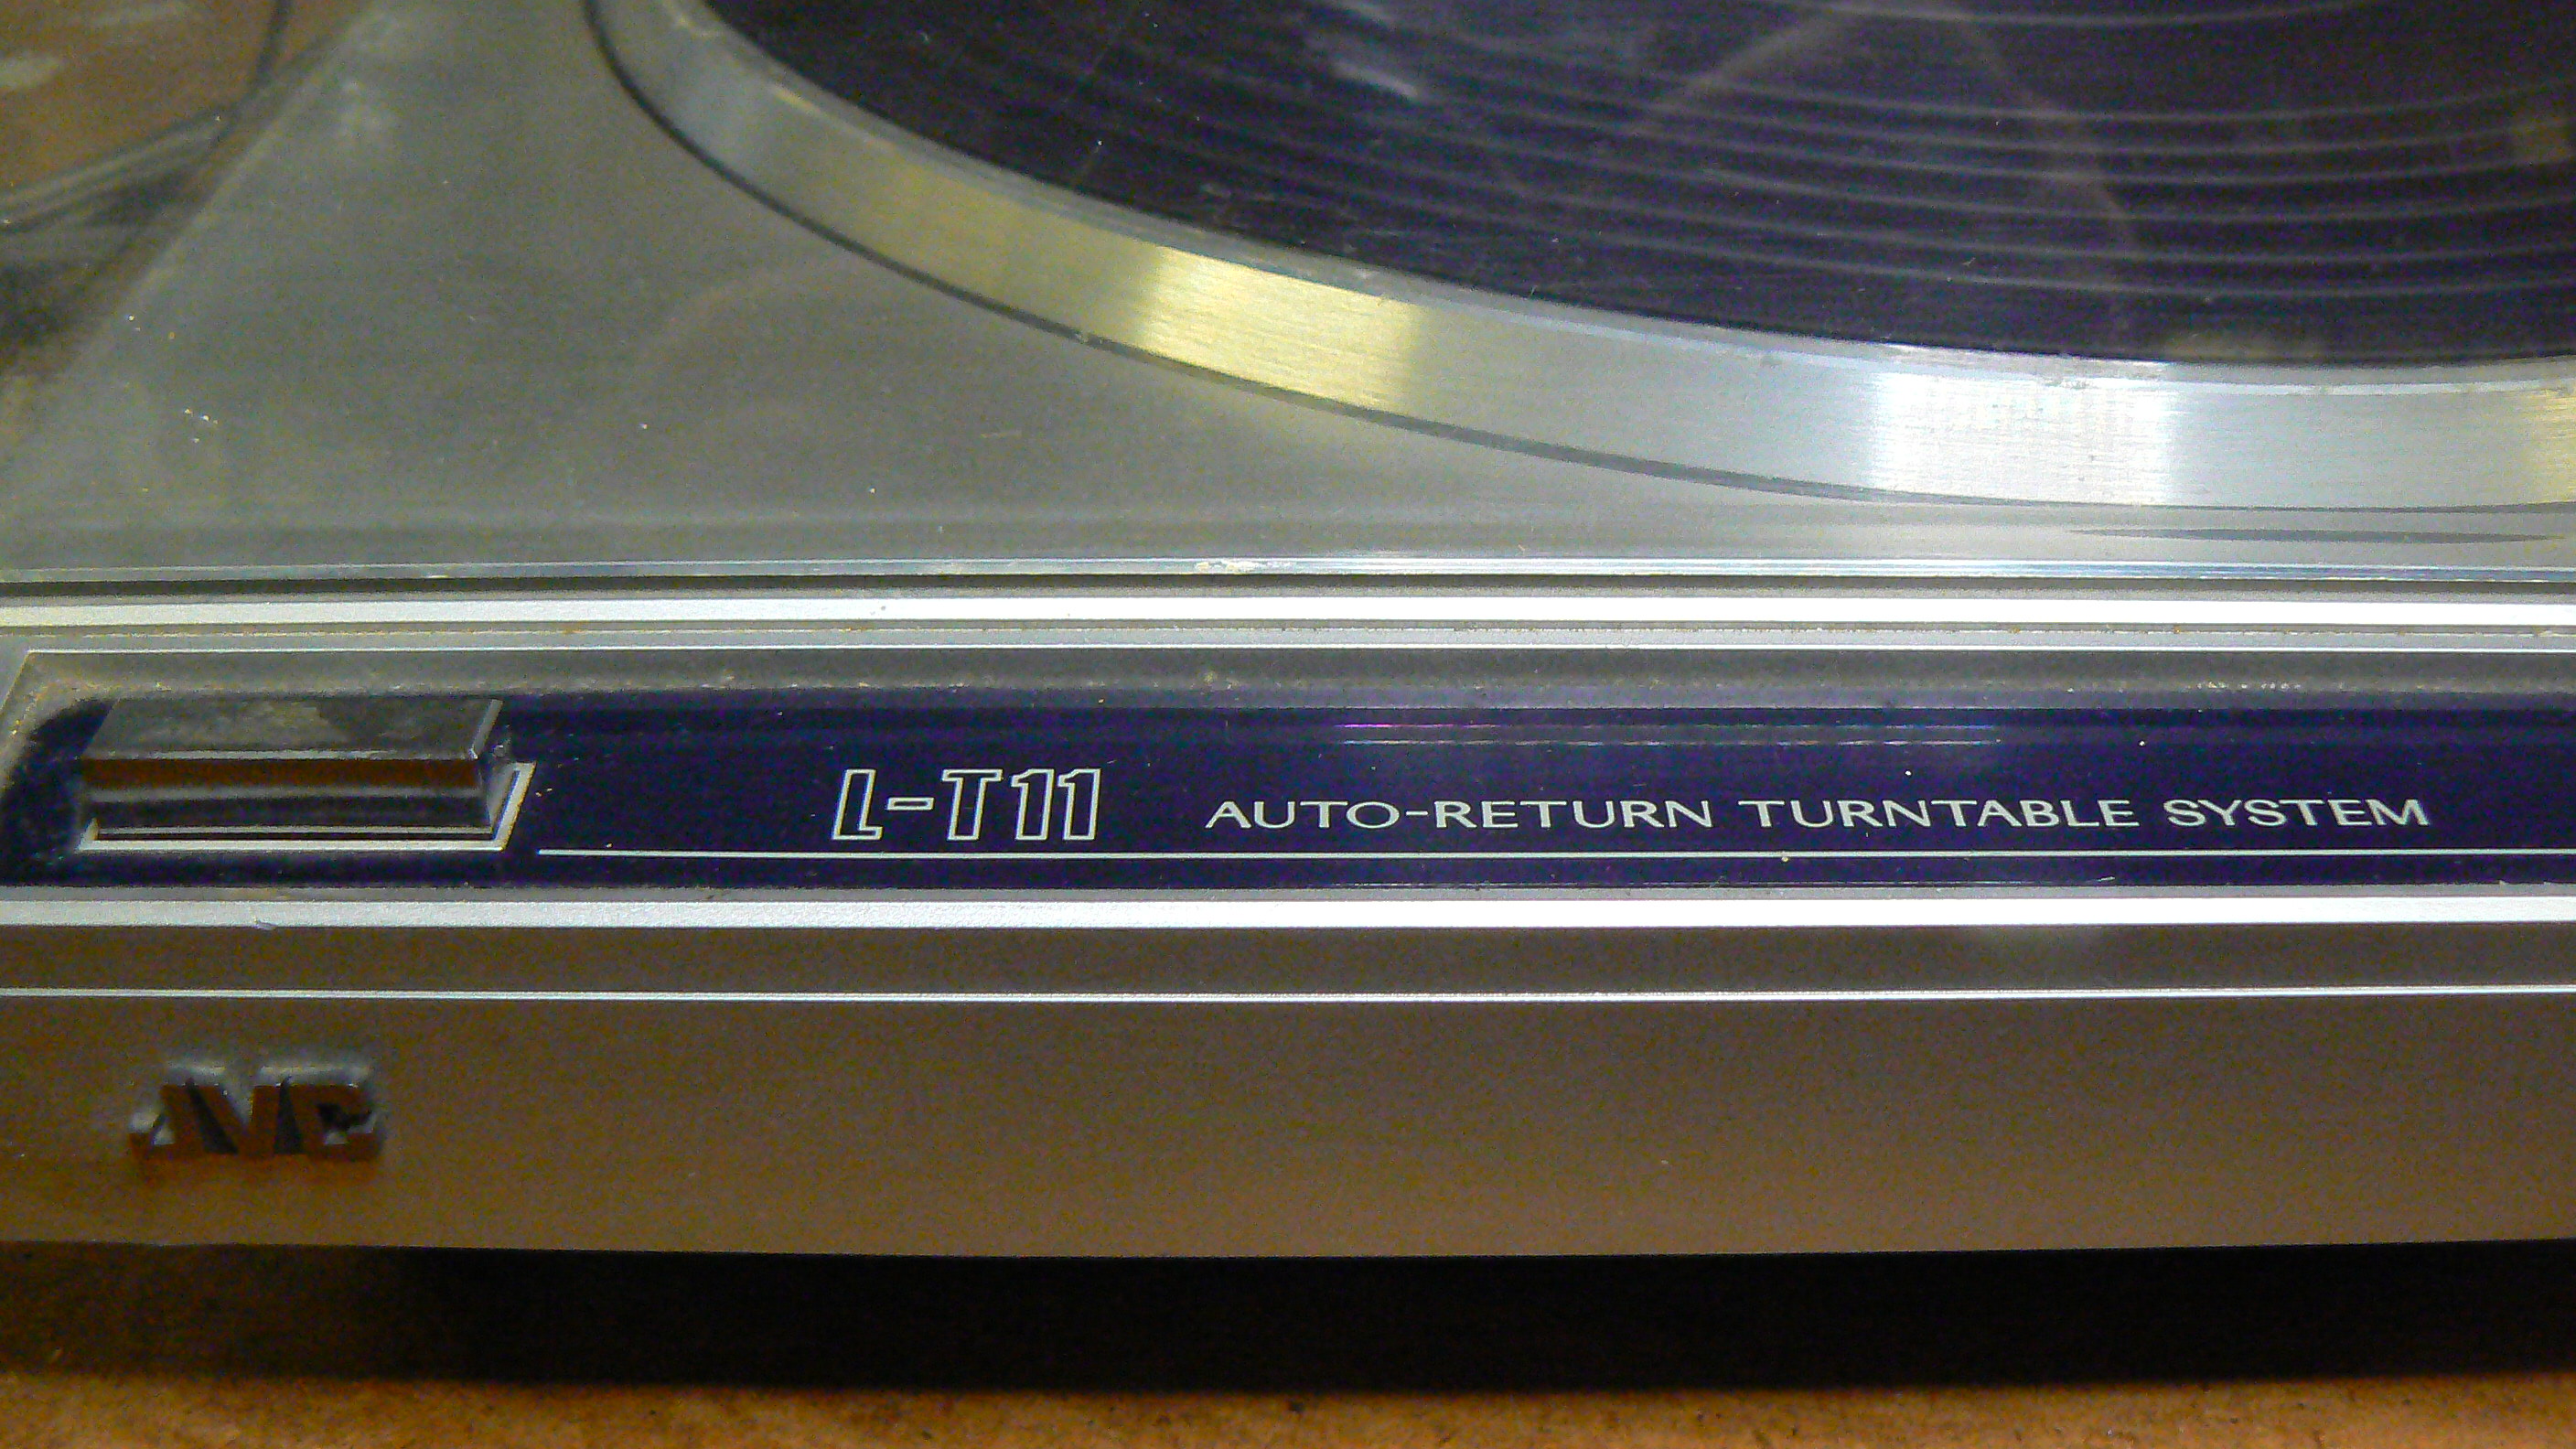 L-T11 AUTO-RETURN TURNTABLE SYSTEM
JVC